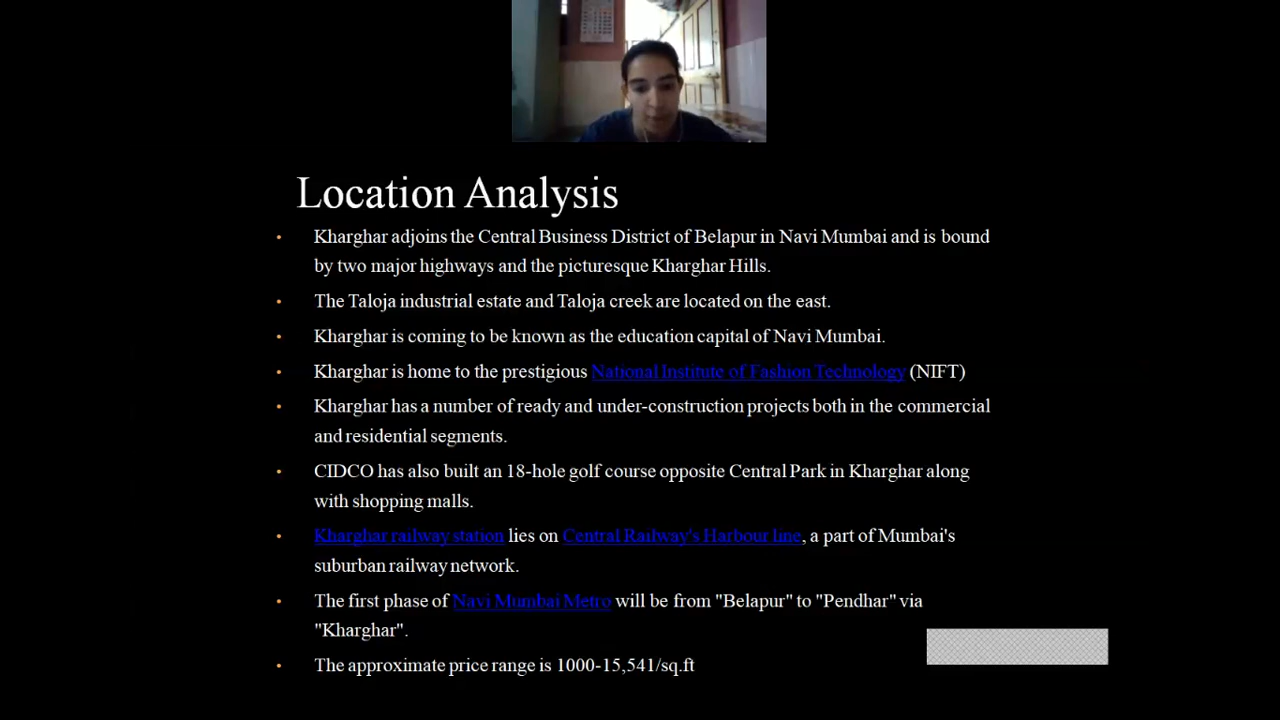 Location Analysis
• Kharghar adjoins the Central Business District of Belapur in Navi Mumbai and is bound
by two major highways and the picturesque Kharghar Hills.
• The Taloja industrial estate and Taloja creek are located on the east.
• Kharghar is coming to be known as the education capital of Navi Mumbai.
• Kharghar is home to the prestigious National Institute of Fashion Technology (NIFT)
• Kharghar has a number of ready and under-construction projects both in the commercial
and residential segments.
• CIDCO has also built an 18-hole golf course opposite Central Park in Kharghar along
with shopping malls.
• Kharghar railway station lies on Central Railway's Harbour line, a part of Mumbai's
suburban railway network.
• The first phase of Navi Mumbai Metro will be from "Belapur" to "Pendhar" via
"Kharghar".
• The approximate price range is 1000-15,541/sq.ft